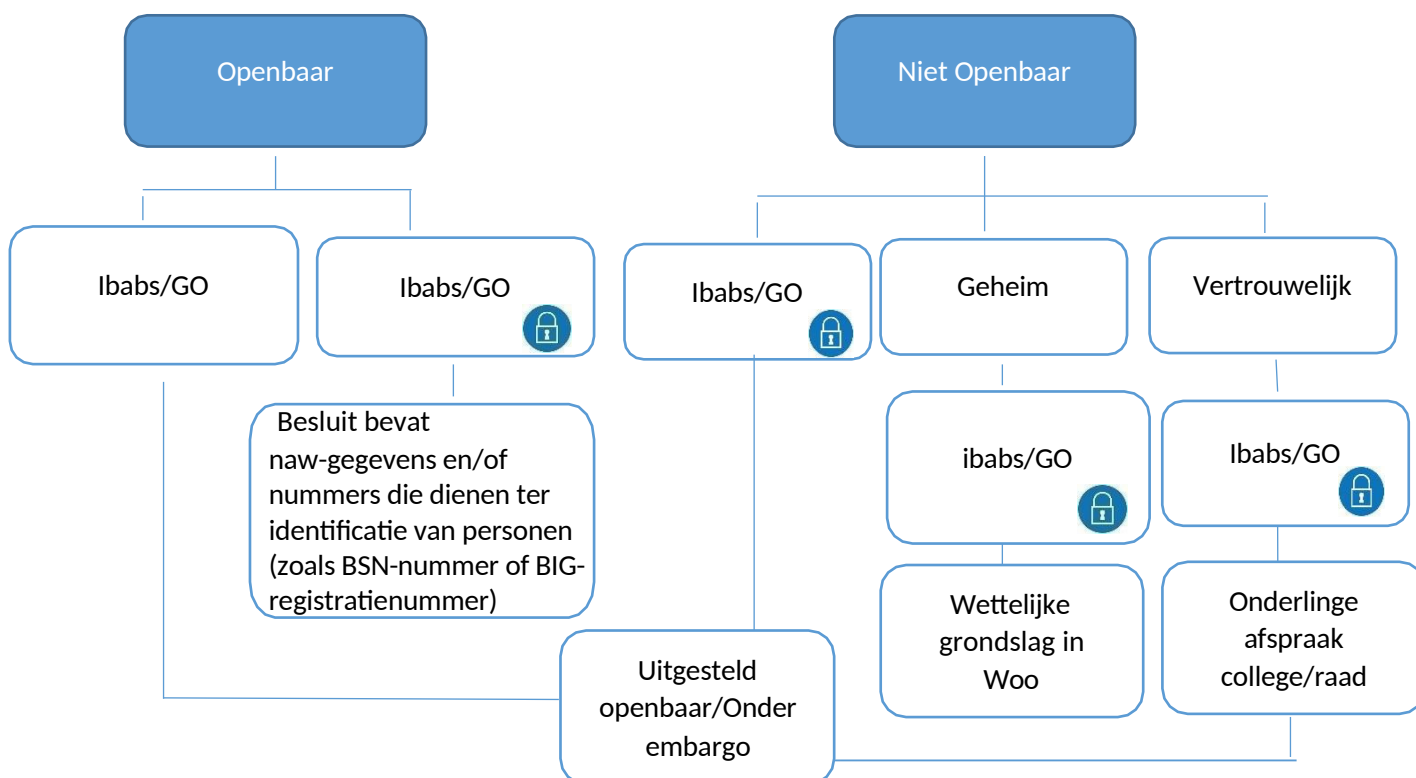 Openbaar
Niet Openbaar
Ibabs/GO
Ibabs/GO
Ibabs/GO
Geheim
Vertrouwelijk
Besluit bevat
naw-gegevens en/of
nummers die dienen ter
identificatie van personen
(zoals BSN-nummer of BIG-
registratienummer)
ibabs/GO
Ibabs/GO
Wettelijke
grondslag in
Woo
Onderlinge
afspraak
college/raad
Uitgesteld
openbaar/Onder
embargo